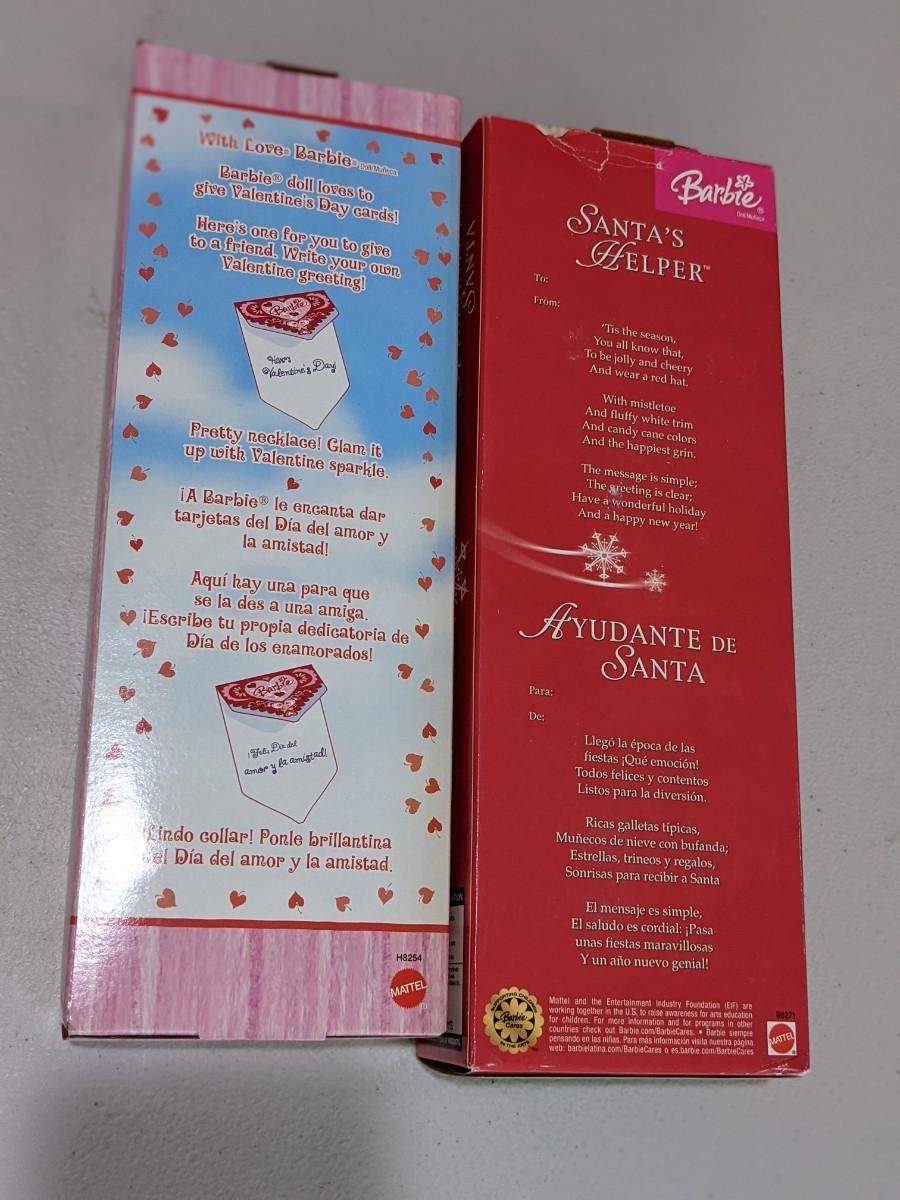 With Love® Barbie® Doll/Muñeca
Barbie® doll loves to
give Valentine's Day cards!
Here's one for you to give
to a friend. Write your own
Valentine greeting!
Barbie
Happy
Valentine's Day!
Pretty necklace! Glam it
up with Valentine sparkle.
¡A Barbie® le encanta dar
tarjetas del Día del amor y
la amistad!
Aquí hay una para que
se la des a una amiga.
¡Escribe tu propia dedicatoria de
Día de los enamorados!
Barbie
¡Feliz Día del
amor y la amistad!
¡Lindo collar! Ponle brillantina
del Día del amor y la amistad.
H8254
MATTEL
SANTA
Barbie®
Doll/Muñeca
SANTA'S
HELPER™
To:
From:
'Tis the season,
You all know that,
To be jolly and cheery
And wear a red hat.
With mistletoe
And fluffy white trim
And candy cane colors
And the happiest grin.
The message is simple;
The greeting is clear;
Have a wonderful holiday
And a happy new year!
AYUDANTE DE
SANTA
Para:
De:
Llegó la época de las
fiestas ¡Qué emoción!
Todos felices y contentos
Listos para la diversión.
Ricas galletas típicas,
Muñecos de nieve con bufanda;
Estrellas, trineos y regalos,
Sonrisas para recibir a Santa
El mensaje es simple,
El saludo es cordial: ¡Pasa
unas fiestas maravillosas
Y un año nuevo genial!
SUPPORTING CHILDREN
Barbie
Cares
IN THE ARTS
™
Mattel and the Entertainment Industry Foundation (EIF) are
working together in the U.S. to raise awareness for arts education
for children. For more information and for programs in other
countries check out Barbie.com/BarbieCares. • Barbie siempre
pensando en las niñas. Para más información visita nuestra página
web: barbielatina.com/BarbieCares o es.barbie.com/BarbieCares
B6271
MATTEL